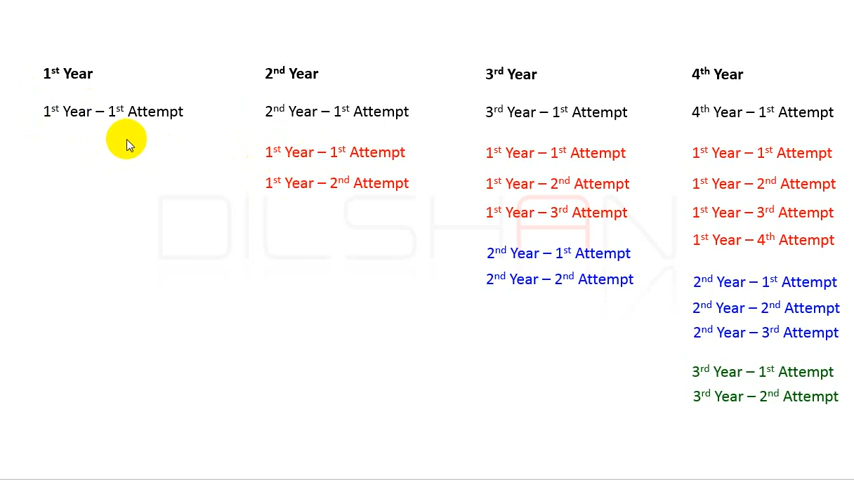 1st Year
1st Year – 1st Attempt
2nd Year
2nd Year – 1st Attempt
1st Year – 1st Attempt
1st Year – 2nd Attempt
3rd Year
3rd Year – 1st Attempt
1st Year – 1st Attempt
1st Year – 2nd Attempt
1st Year – 3rd Attempt
2nd Year – 1st Attempt
2nd Year – 2nd Attempt
4th Year
4th Year – 1st Attempt
1st Year – 1st Attempt
1st Year – 2nd Attempt
1st Year – 3rd Attempt
1st Year – 4th Attempt
2nd Year – 1st Attempt
2nd Year – 2nd Attempt
2nd Year – 3rd Attempt
3rd Year – 1st Attempt
3rd Year – 2nd Attempt
DILSHAN